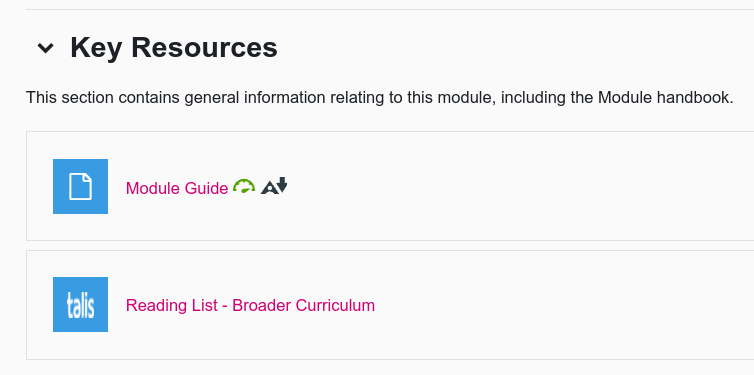 Key Resources
This section contains general information relating to this module, including the Module handbook.
Module Guide
talis
Reading List - Broader Curriculum